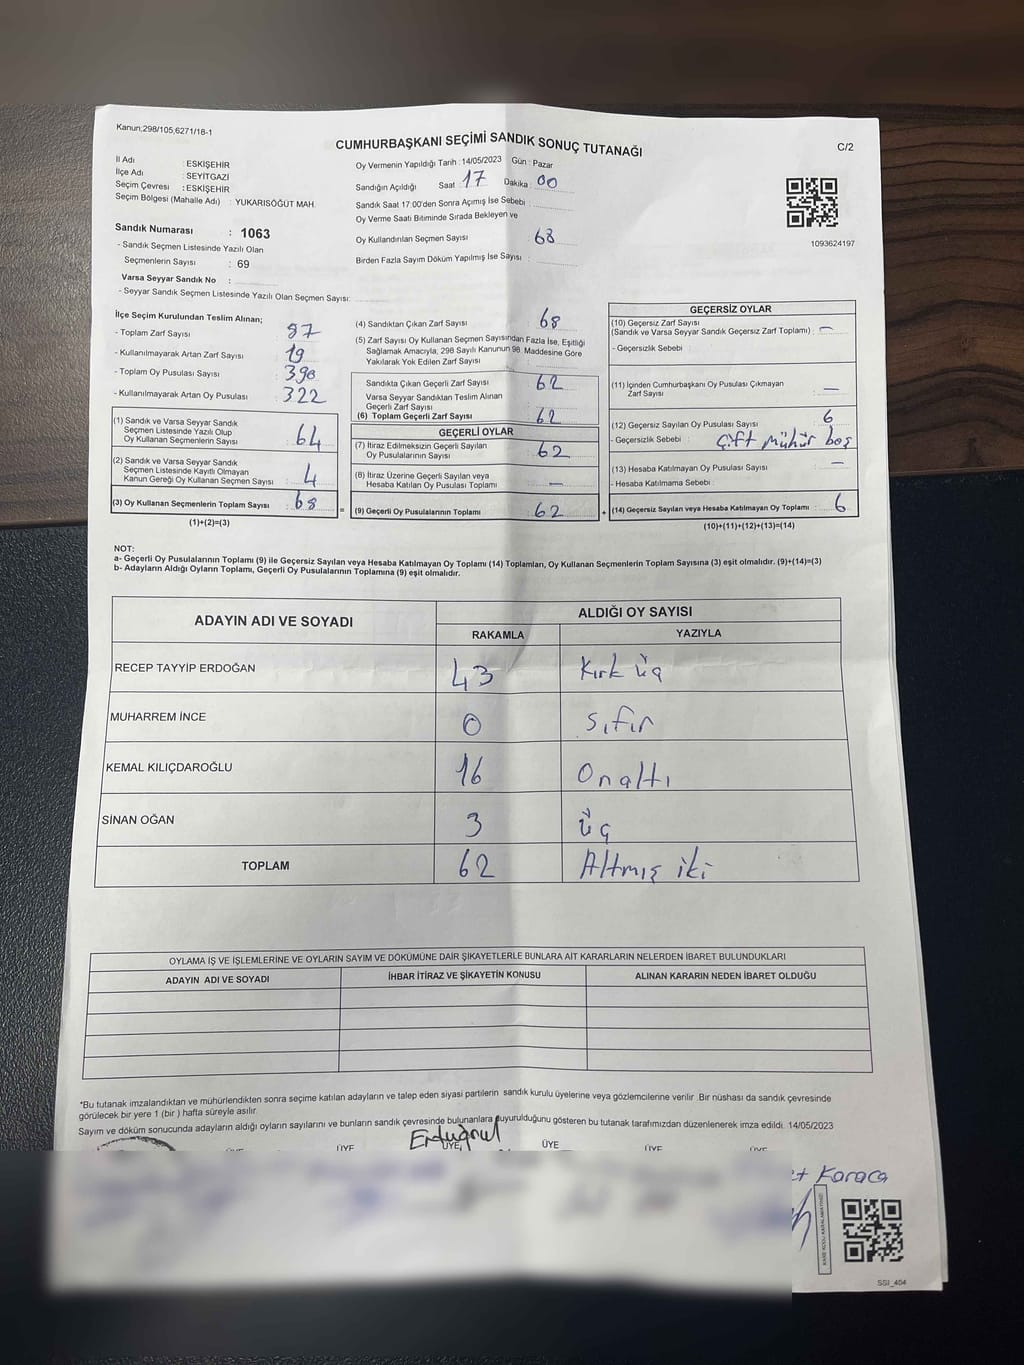 Kanun;298/105,6271/18-1
CUMHURBAŞKANI SEÇİMİ SANDIK SONUÇ TUTANAĞI
C/2
İl Adı : ESKİŞEHİR
İlçe Adı : SEYİTGAZİ
Seçim Çevresi : ESKİŞEHİR
Seçim Bölgesi (Mahalle Adı) : YUKARISÖĞÜT MAH.
Sandık Numarası : 1063
- Sandık Seçmen Listesinde Yazılı Olan
Seçmenlerin Sayısı : 69
Varsa Seyyar Sandık No :
- Seyyar Sandık Seçmen Listesinde Yazılı Olan Seçmen Sayısı:
Oy Vermenin Yapıldığı Tarih : 14/05/2023 Gün : Pazar
Sandığın Açıldığı Saat : 17 Dakika : 00
Sandık Saat 17.00'den Sonra Açmış İse Sebebi :
Oy Verme Saati Bitiminde Sırada Bekleyen ve
Oy Kullandırılan Seçmen Sayısı : 68
Birden Fazla Sayım Döküm Yapılmış İse Sayısı :
1093624197
İlçe Seçim Kurulundan Teslim Alınan;
- Toplam Zarf Sayısı : 87
- Kullanılmayarak Artan Zarf Sayısı : 19
- Toplam Oy Pusulası Sayısı : 390
- Kullanılmayarak Artan Oy Pusulası : 322
(1) Sandık ve Varsa Seyyar Sandık
Seçmen Listesinde Yazılı Olup
Oy Kullanan Seçmenlerin Sayısı : 64
(2) Sandık ve Varsa Seyyar Sandık
Seçmen Listesinde Kayıtlı Olmayan
Kanun Gereği Oy Kullanan Seçmen Sayısı : 4
(3) Oy Kullanan Seçmenlerin Toplam Sayısı : 68
(1)+(2)=(3)
(4) Sandıktan Çıkan Zarf Sayısı : 68
(5) Zarf Sayısı Oy Kullanan Seçmen Sayısından Fazla İse, Eşitliği
Sağlamak Amacıyla, 298 Sayılı Kanunun 98. Maddesine Göre
Yakılarak Yok Edilen Zarf Sayısı :
Sandıkta Çıkan Geçerli Zarf Sayısı : 62
Varsa Seyyar Sandıktan Teslim Alınan
Geçerli Zarf Sayısı :
(6) Toplam Geçerli Zarf Sayısı : 62
GEÇERLİ OYLAR
(7) İtiraz Edilmeksizin Geçerli Sayılan
Oy Pusulalarının Sayısı : 62
(8) İtiraz Üzerine Geçerli Sayılan veya
Hesaba Katılan Oy Pusulası Toplamı : —
= (9) Geçerli Oy Pusulalarının Toplamı : 62
GEÇERSİZ OYLAR
(10) Geçersiz Zarf Sayısı
(Sandık ve Varsa Seyyar Sandık Geçersiz Zarf Toplamı) : —
- Geçersizlik Sebebi :
(11) İçinden Cumhurbaşkanı Oy Pusulası Çıkmayan
Zarf Sayısı : —
(12) Geçersiz Sayılan Oy Pusulası Sayısı : 6
- Geçersizlik Sebebi : Çift mühür boş
(13) Hesaba Katılmayan Oy Pusulası Sayısı : —
- Hesaba Katılmama Sebebi :
+ (14) Geçersiz Sayılan veya Hesaba Katılmayan Oy Toplamı : 6
(10)+(11)+(12)+(13)=(14)
NOT:
a- Geçerli Oy Pusulalarının Toplamı (9) ile Geçersiz Sayılan veya Hesaba Katılmayan Oy Toplamı (14) Toplamları, Oy Kullanan Seçmenlerin Toplam Sayısına (3) eşit olmalıdır. (9)+(14)=(3)
b- Adayların Aldığı Oyların Toplamı, Geçerli Oy Pusulalarının Toplamına (9) eşit olmalıdır.
ADAYIN ADI VE SOYADI ALDIĞI OY SAYISI
RAKAMLA YAZIYLA
RECEP TAYYİP ERDOĞAN 43 Kırk üç
MUHARREM İNCE 0 Sıfır
KEMAL KILIÇDAROĞLU 16 Onaltı
SİNAN OĞAN 3 üç
TOPLAM 62 Altmış iki
OYLAMA İŞ VE İŞLEMLERİNE VE OYLARIN SAYIM VE DÖKÜMÜNE DAİR ŞİKAYETLERLE BUNLARA AİT KARARLARIN NELERDEN İBARET BULUNDUKLARI
ADAYIN ADI VE SOYADI İHBAR İTİRAZ VE ŞİKAYETİN KONUSU ALINAN KARARIN NEDEN İBARET OLDUĞU
*Bu tutanak imzalandıktan ve mühürlendikten sonra seçime katılan adayların ve talep eden siyasi partilerin sandık kurulu üyelerine veya gözlemcilerine verilir .Bir nüshası da sandık çevresinde
görülecek bir yere 1 (bir ) hafta süreyle asılır.
Sayım ve döküm sonucunda adayların aldığı oyların sayılarını ve bunların sandık çevresinde bulunanlara duyurulduğunu gösteren bu tutanak tarafımızdan düzenlenerek imza edildi. 14/05/2023
ÜYE ÜYE ÜYE ÜYE ÜYE ÜYE
Erduğrul
Karaca
SSİ_404